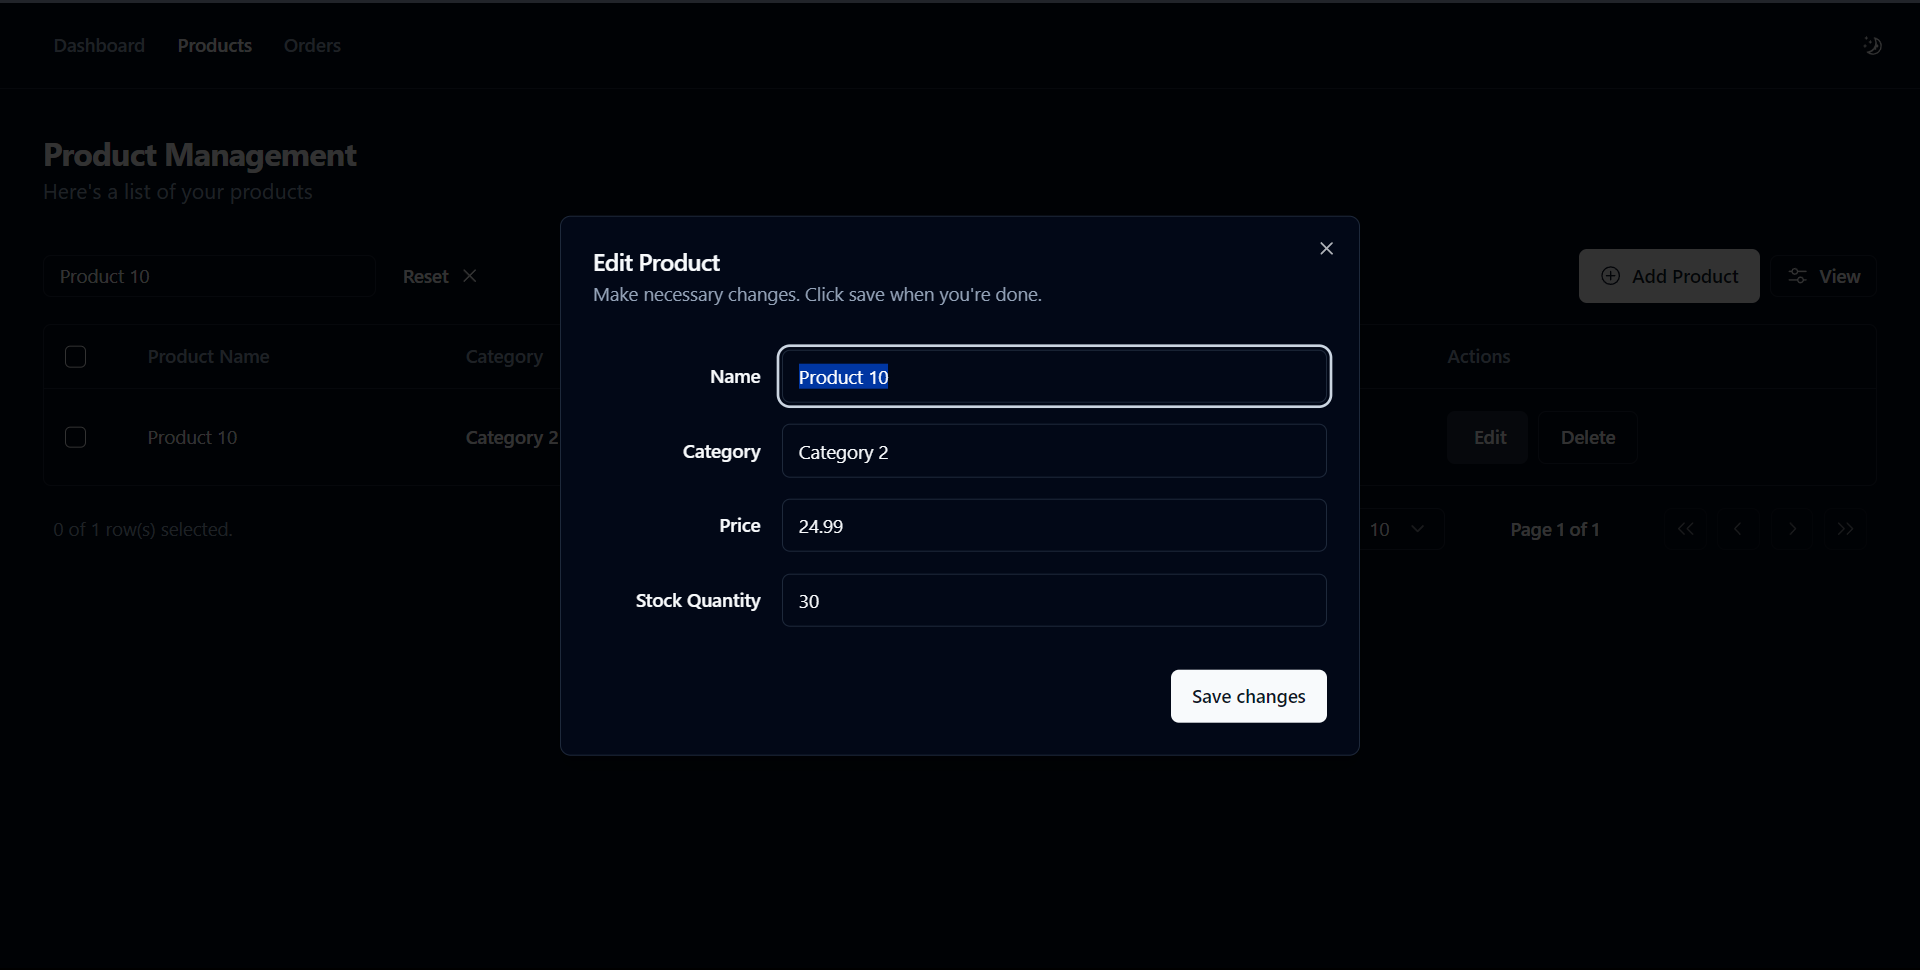 Dashboard Products Orders
Product Management
Here's a list of your products
Product 10 Reset
Add Product View
Product Name Category Actions
Product 10 Category 2 Edit Delete
0 of 1 row(s) selected. 10 Page 1 of 1
Edit Product
Make necessary changes. Click save when you're done.
Name Product 10
Category Category 2
Price 24.99
Stock Quantity 30
Save changes